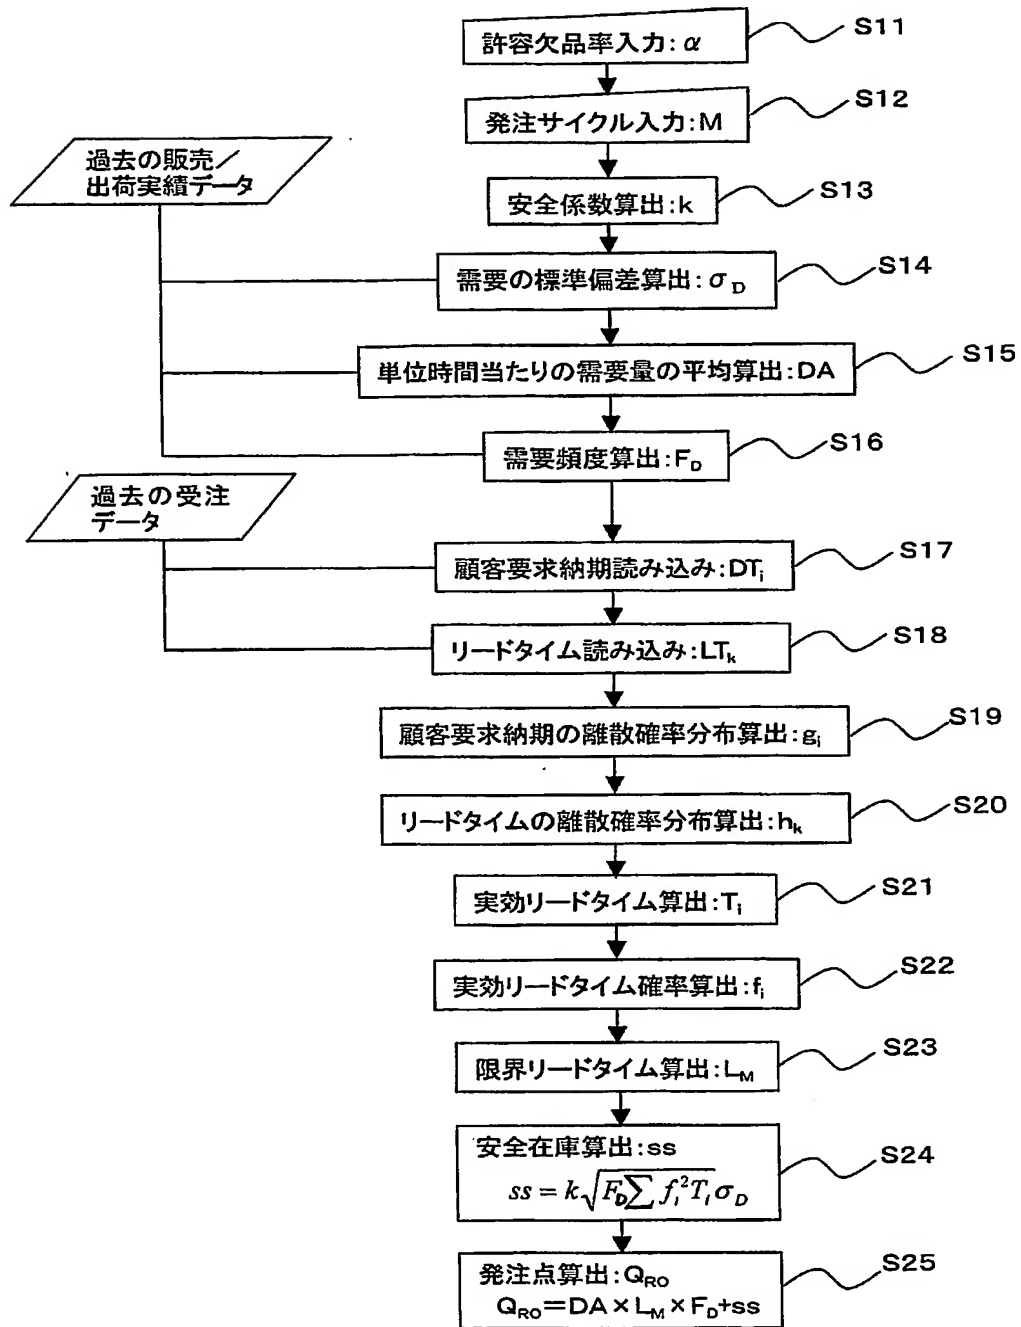 許容欠品率入力：α
S11
発注サイクル入力：M
S12
過去の販売／
出荷実績データ
安全係数算出：k
S13
需要の標準偏差算出：σD
S14
単位時間当たりの需要量の平均算出：DA
S15
需要頻度算出：FD
S16
過去の受注
データ
顧客要求納期読み込み：DTi
S17
リードタイム読み込み：LTk
S18
顧客要求納期の離散確率分布算出：gi
S19
リードタイムの離散確率分布算出：hk
S20
実効リードタイム算出：Ti
S21
実効リードタイム確率算出：fi
S22
限界リードタイム算出：LM
S23
安全在庫算出：ss
ss = k√(FD∑ fi²Ti) σD
S24
発注点算出：QRO
QRO＝DA×LM×FD+ss
S25